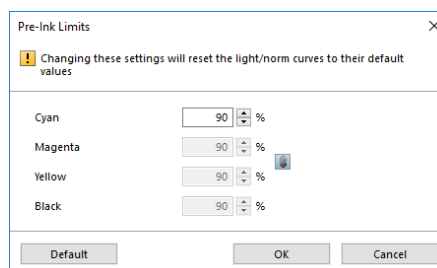 Pre-Ink Limits
Changing these settings will reset the light/norm curves to their default
values
Cyan 90 %
Magenta 90 %
Yellow 90 %
Black 90 %
Default OK Cancel